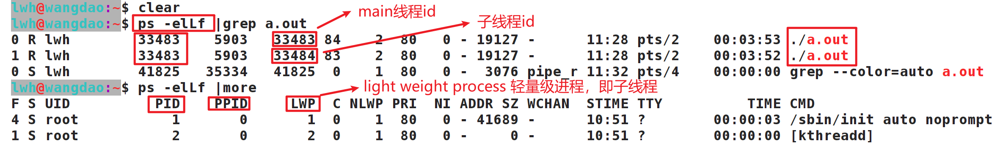 lwh@wangdao:~$ clear
main线程id
lwh@wangdao:~$ ps -elLf |grep a.out
子线程id
0 R lwh 33483 5903 33483 84 2 80 0 - 19127 - 11:28 pts/2 00:03:53 ./a.out
1 R lwh 33483 5903 33484 83 2 80 0 - 19127 - 11:28 pts/2 00:03:52 ./a.out
0 S lwh 41825 35334 41825 0 1 80 0 - 3076 pipe_r 11:32 pts/4 00:00:00 grep --color=auto a.out
lwh@wangdao:~$ ps -elLf |more
light weight process 轻量级进程，即子线程
F S UID PID PPID LWP C NLWP PRI NI ADDR SZ WCHAN STIME TTY TIME CMD
4 S root 1 0 1 0 1 80 0 - 41689 - 10:51 ? 00:00:03 /sbin/init auto noprompt
1 S root 2 0 2 0 1 80 0 - 0 - 10:51 ? 00:00:00 [kthreadd]